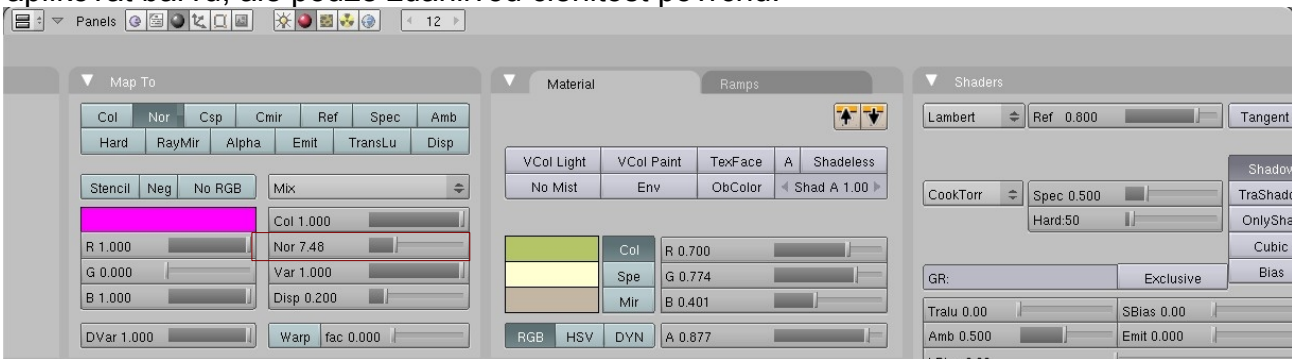 Panels 12
Map To
Col Nor Csp Cmir Ref Spec Amb
Hard RayMir Alpha Emit TransLu Disp
Stencil Neg No RGB Mix
Col 1.000
R 1.000 Nor 7.48
G 0.000 Var 1.000
B 1.000 Disp 0.200
DVar 1.000 Warp fac 0.000
Material Ramps
VCol Light VCol Paint TexFace A Shadeless
No Mist Env ObColor Shad A 1.00
Col R 0.700
Spe G 0.774
Mir B 0.401
RGB HSV DYN A 0.877
Shaders
Lambert Ref 0.800 Tangent
Shadow
CookTorr Spec 0.500 TraShado
Hard:50 OnlySha
Cubic
GR: Exclusive Bias
Tralu 0.00 SBias 0.00
Amb 0.500 Emit 0.000